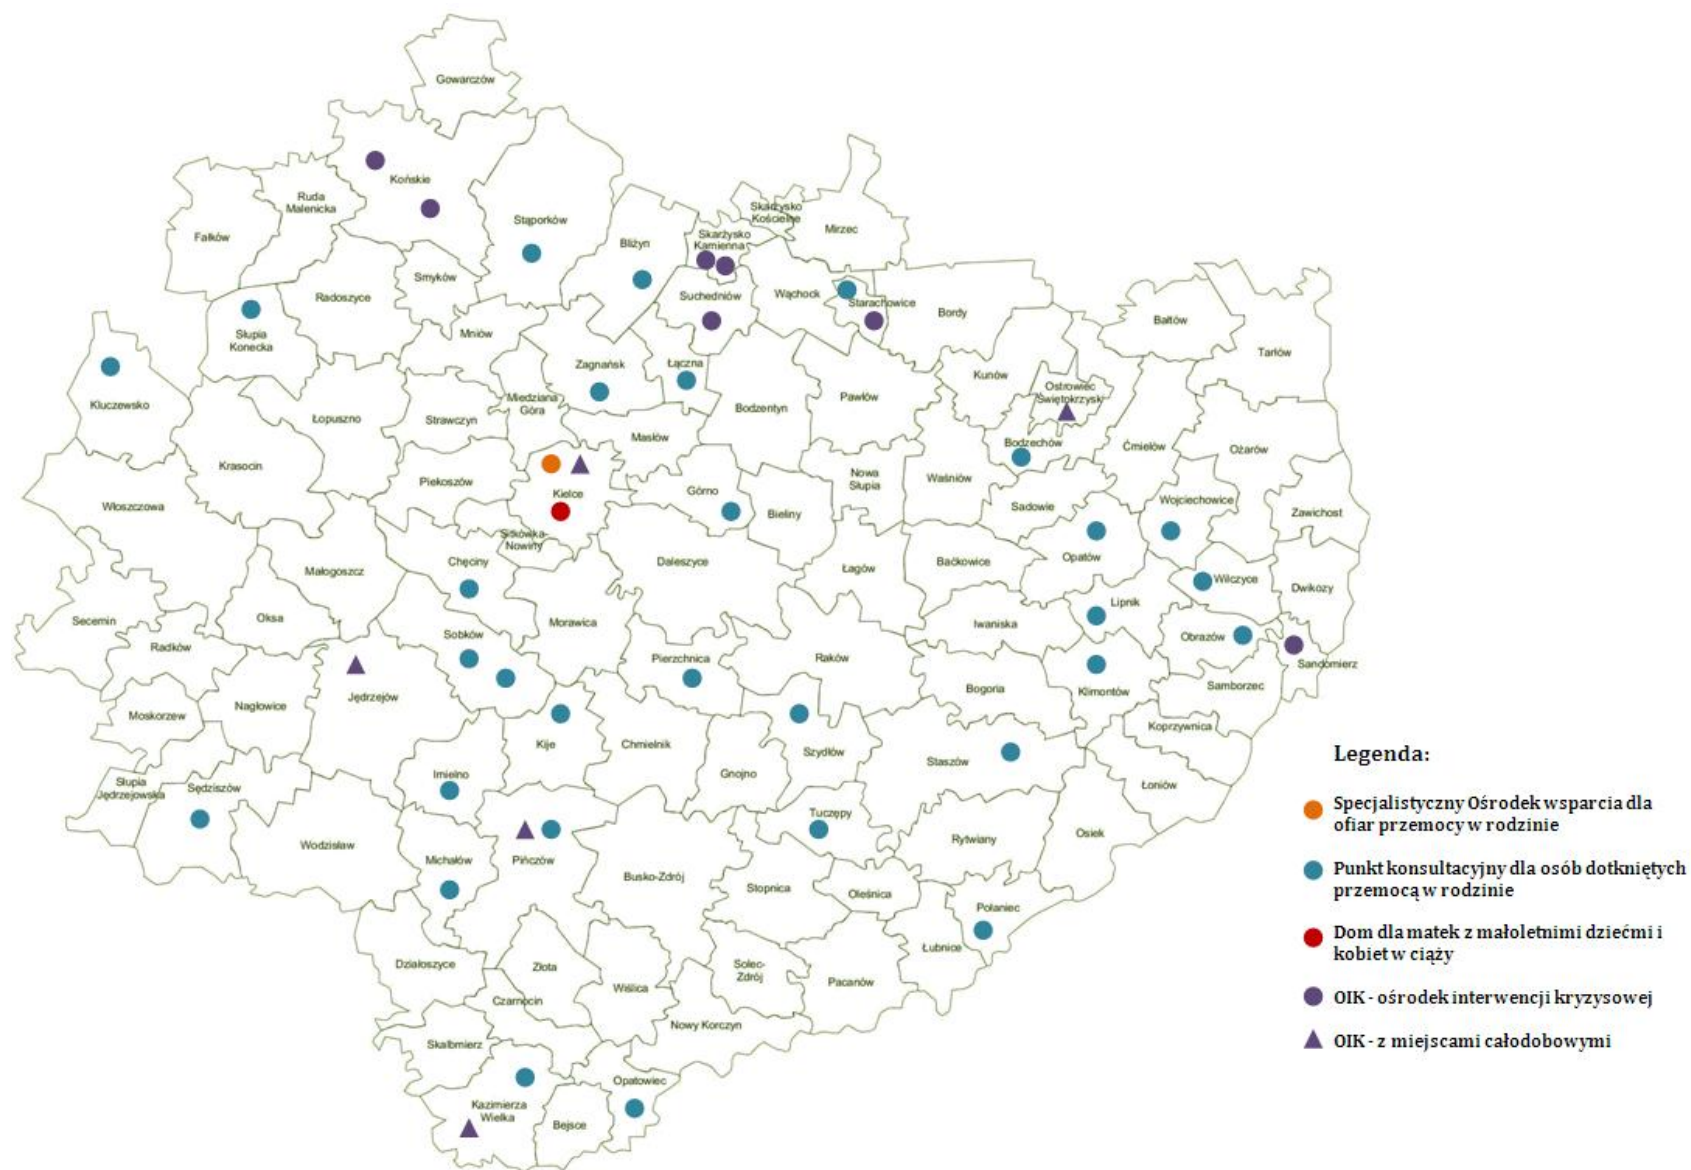 Gowarczów
Końskie
Ruda
Malenicka
Fałków
Stąporków
Skarżysko
Kościelne
Mirzec
Bliżyn
Skarżysko
Kamienna
Smyków
Radoszyce
Suchedniów
Wąchock
Starachowice
Bordy
Bałtów
Tarłów
Słupia
Konecka
Mniów
Zagnańsk
Łączna
Kunów
Ostrowiec
Świętokrzysk
Kluczewsko
Łopuszno
Strawczyn
Miedziana
Góra
Bodzentyn
Pawłów
Masłów
Bodzechów
Ćmielów
Ożarów
Krasocin
Piekoszów
Kielce
Górno
Nowa
Słupia
Waśniów
Wojciechowice
Włoszczowa
Bieliny
Sadowie
Zawichost
Sitkówka-
Nowiny
Chęciny
Daleszyce
Łagów
Baćkowice
Opatów
Małogoszcz
Wilczyce
Dwikozy
Secemin
Oksa
Morawica
Iwaniska
Lipnik
Sobków
Obrazów
Radków
Pierzchnica
Raków
Sandomierz
Jędrzejów
Bogoria
Klimontów
Samborzec
Moskorzew
Nagłowice
Koprzywnica
Kije
Chmielnik
Szydłów
Staszów
Gnojno
Imielno
Słupia
Jędrzejowska
Sędziszów
Łoniów
Tuczępy
Osiek
Rytwiany
Wodzisław
Michałów
Pińczów
Busko-Zdrój
Stopnica
Oleśnica
Połaniec
Łubnice
Działoszyce
Złota
Solec-
Zdrój
Pacanów
Wiślica
Czarnocin
Nowy Korczyn
Skalbmierz
Opatowiec
Kazimierza
Wielka
Bejsce
Legenda:
Specjalistyczny Ośrodek wsparcia dla
ofiar przemocy w rodzinie
Punkt konsultacyjny dla osób dotkniętych
przemocą w rodzinie
Dom dla matek z małoletnimi dziećmi i
kobiet w ciąży
OIK - ośrodek interwencji kryzysowej
OIK - z miejscami całodobowymi